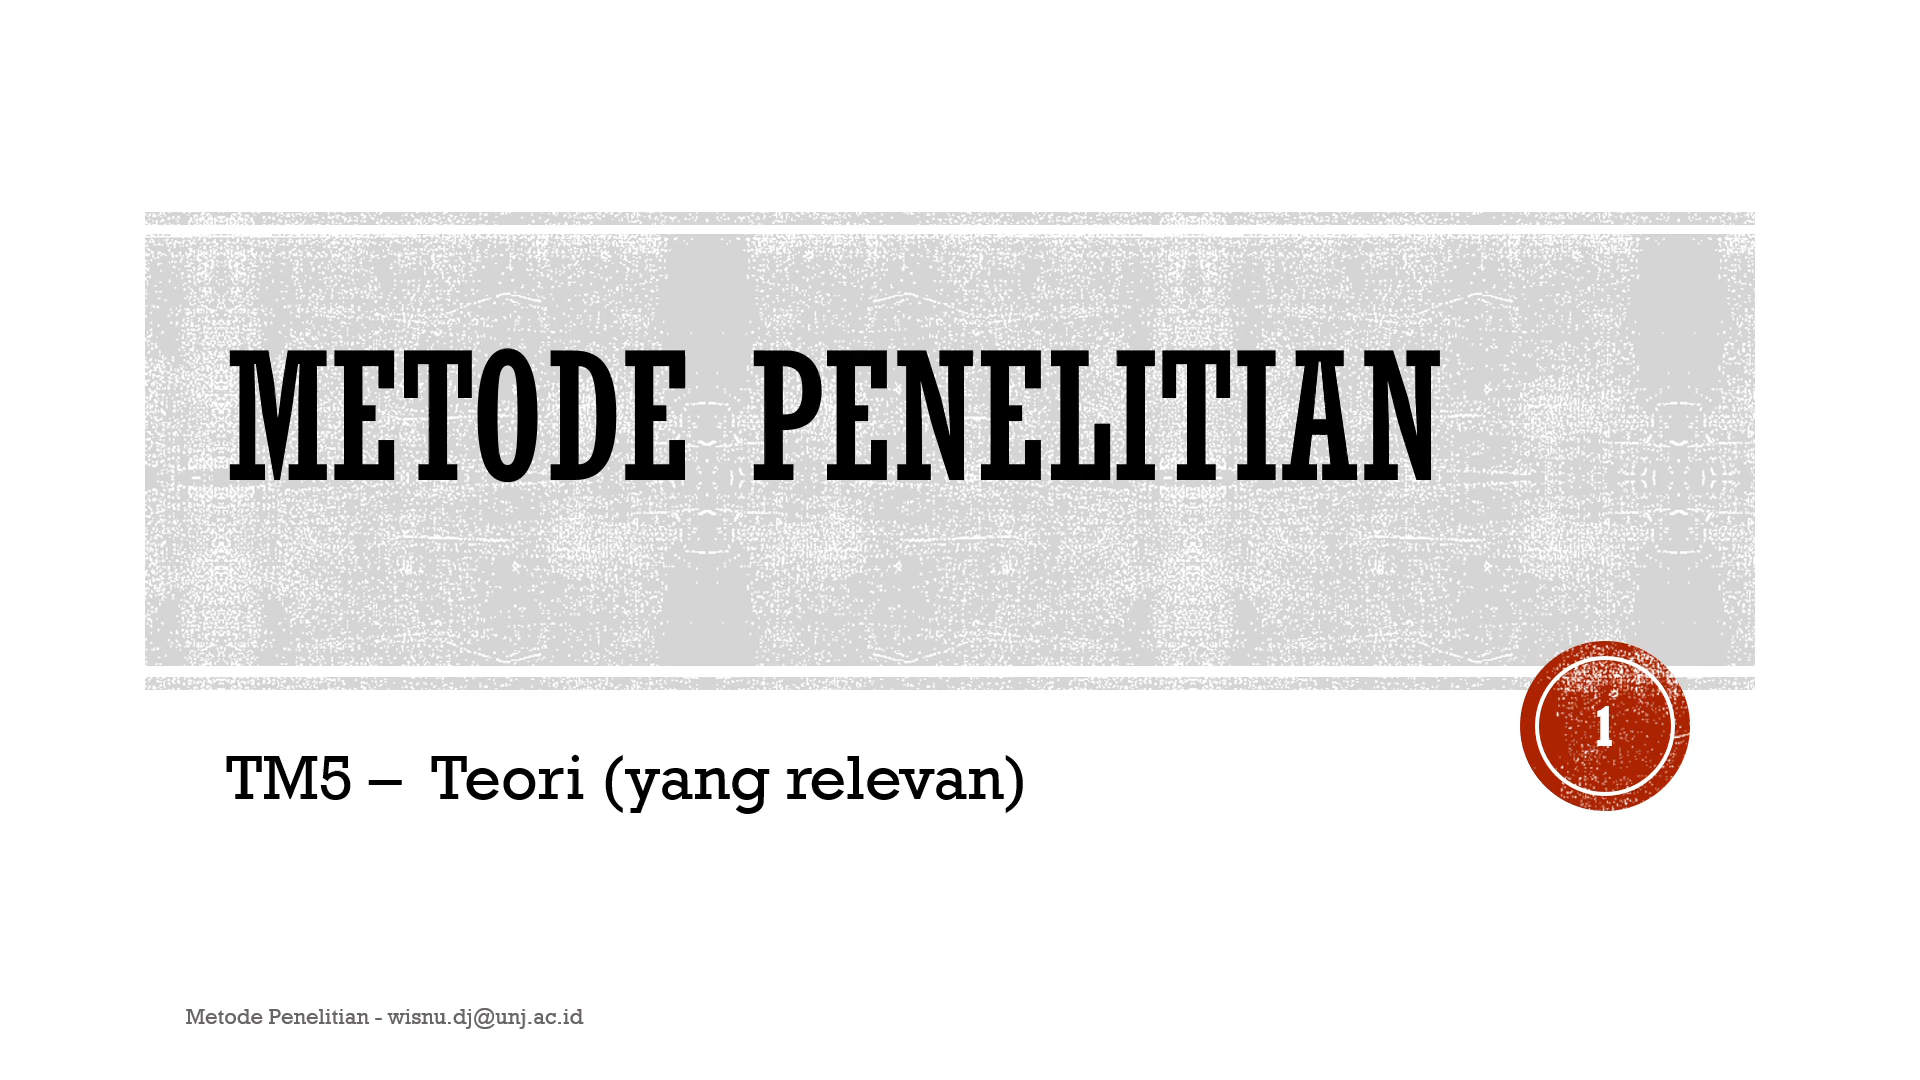 METODE PENELITIAN
1
TM5 – Teori (yang relevan)
Metode Penelitian - wisnu.dj@unj.ac.id